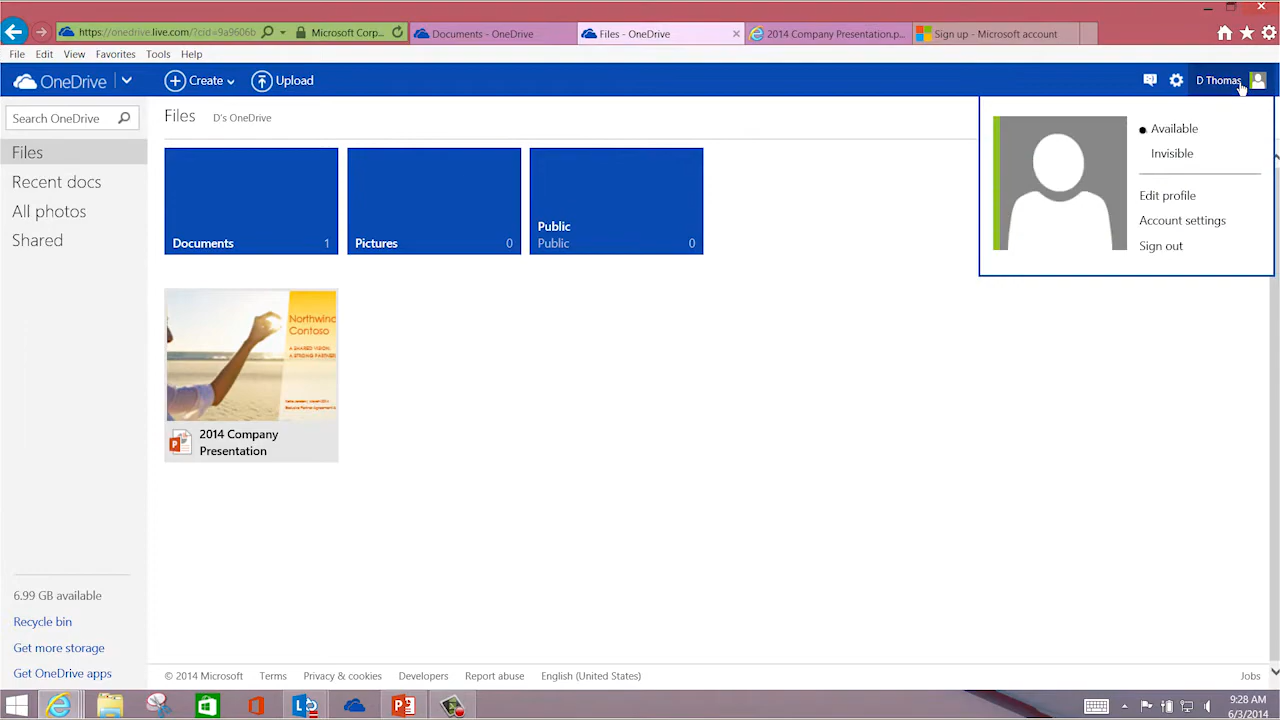 https://onedrive.live.com/?cid=9a9606b
Microsoft Corp...
Documents - OneDrive
Files - OneDrive
2014 Company Presentation.p...
Sign up - Microsoft account
File Edit View Favorites Tools Help
OneDrive
Create
Upload
D Thomas
Search OneDrive
Files
Recent docs
All photos
Shared
Files
D's OneDrive
Documents 1
Pictures 0
Public
Public 0
Northwind
Contoso
A SHARED VISION,
A STRONG PARTNER
2014 Company
Presentation
Available
Invisible
Edit profile
Account settings
Sign out
6.99 GB available
Recycle bin
Get more storage
Get OneDrive apps
© 2014 Microsoft
Terms
Privacy & cookies
Developers
Report abuse
English (United States)
Jobs
9:28 AM
6/3/2014